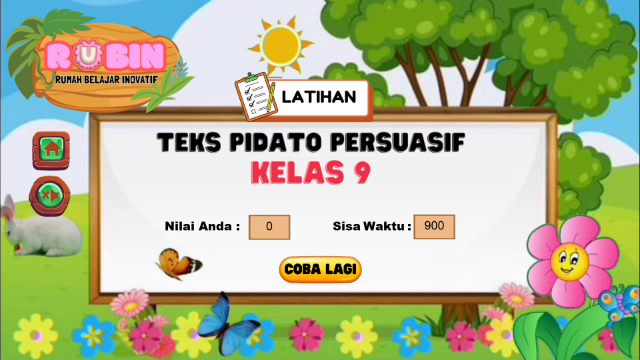 RUBIN
RUMAH BELAJAR INOVATIF
LATIHAN
TEKS PIDATO PERSUASIF
KELAS 9
Nilai Anda : 0
Sisa Waktu : 900
COBA LAGI